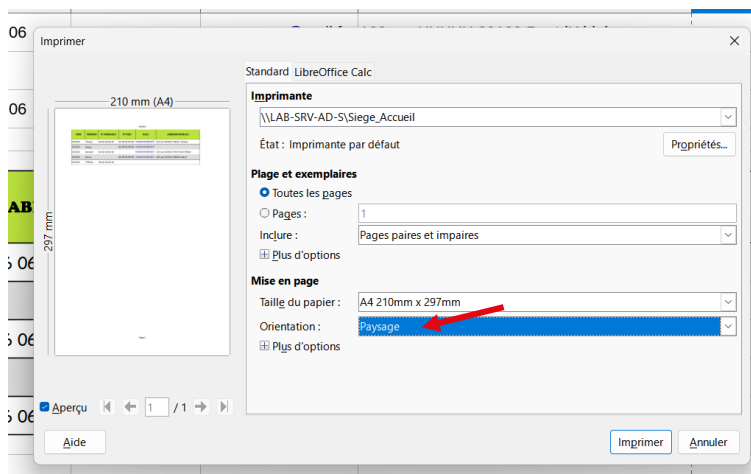 06
Imprimer
Standard LibreOffice Calc
210 mm (A4)
297 mm
Imprimante
\\LAB-SRV-AD-S\Siege_Accueil
État : Imprimante par défaut
Propriétés...
06
Plage et exemplaires
Toutes les pages
Pages :
1
Inclure :
Pages paires et impaires
Plus d'options
AB
Mise en page
Taille du papier :
A4 210mm x 297mm
Orientation :
Paysage
Plus d'options
06
06
Aperçu
1
/ 1
06
Aide
Imprimer
Annuler